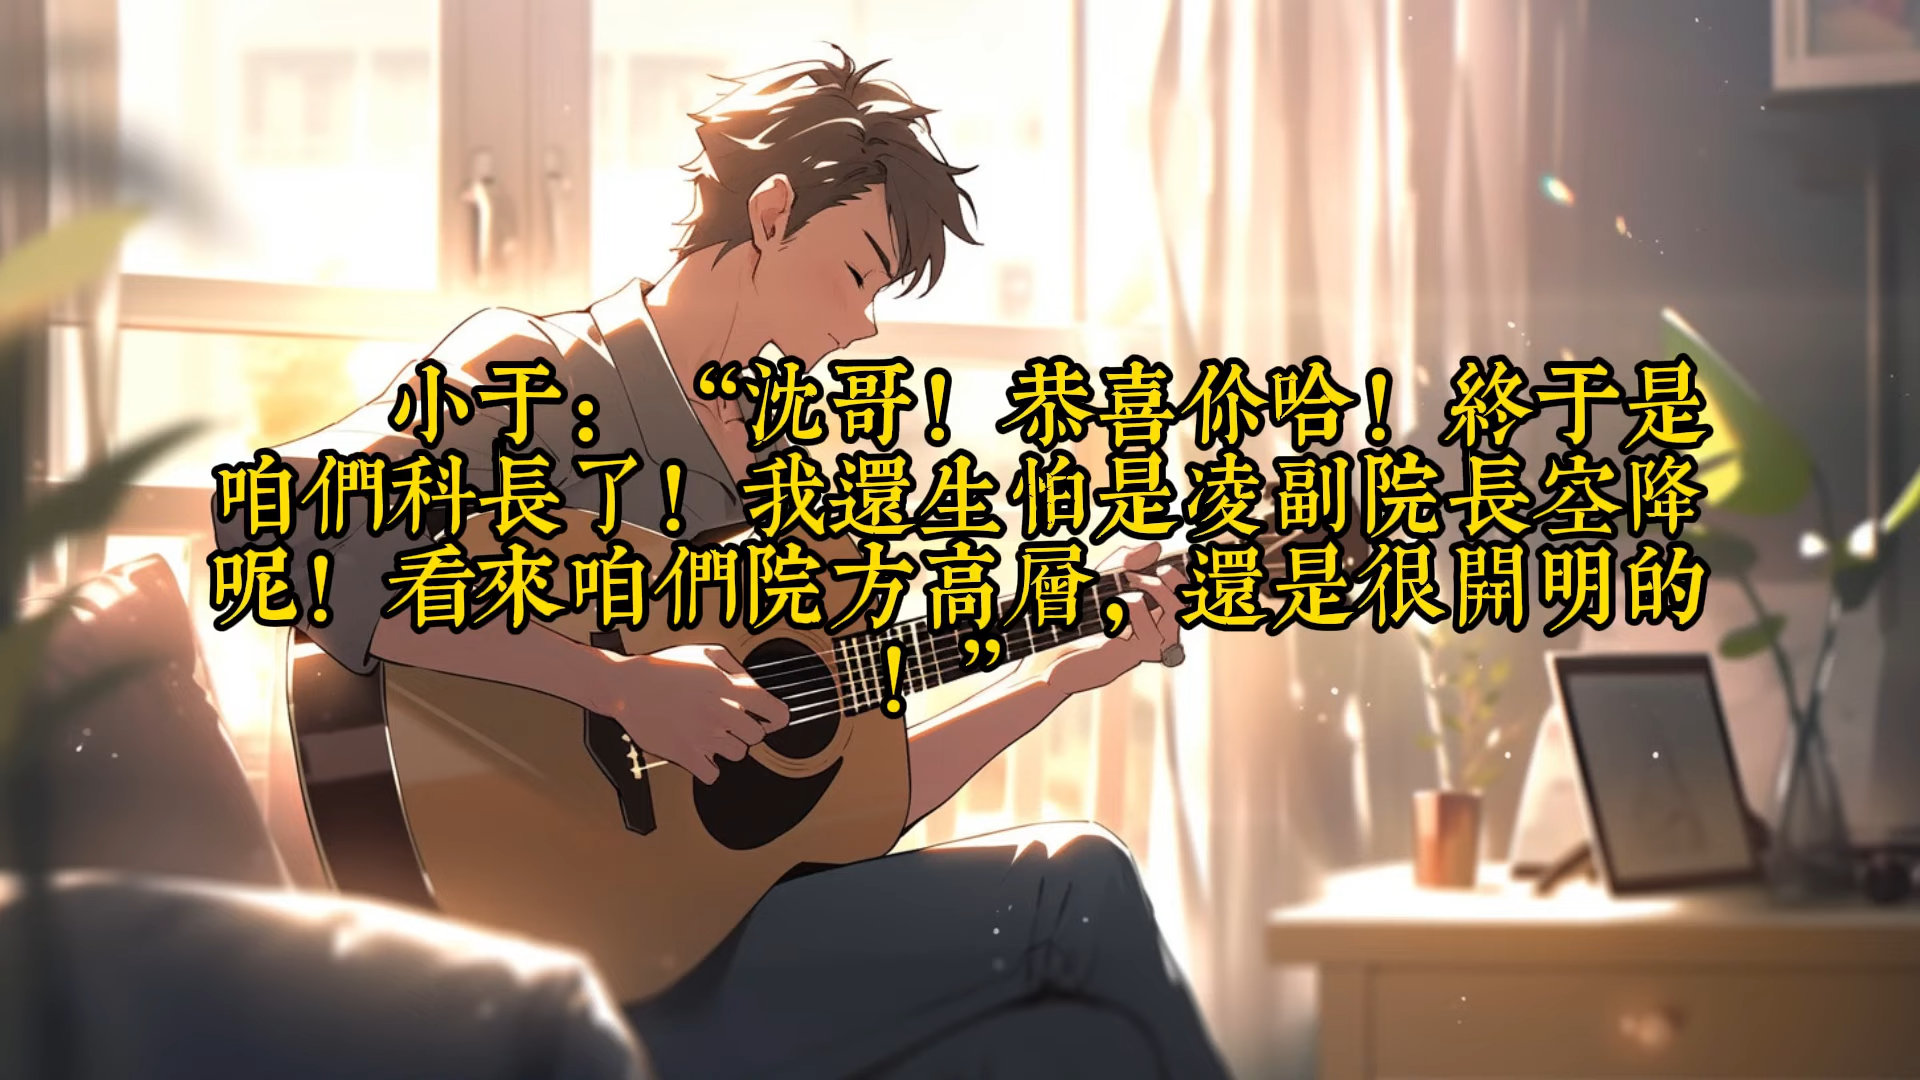 小于：“沈哥！恭喜你哈！終于是
咱們科長了！我還生怕是凌副院長空降
呢！看來咱們院方高層，還是很開明的
！”